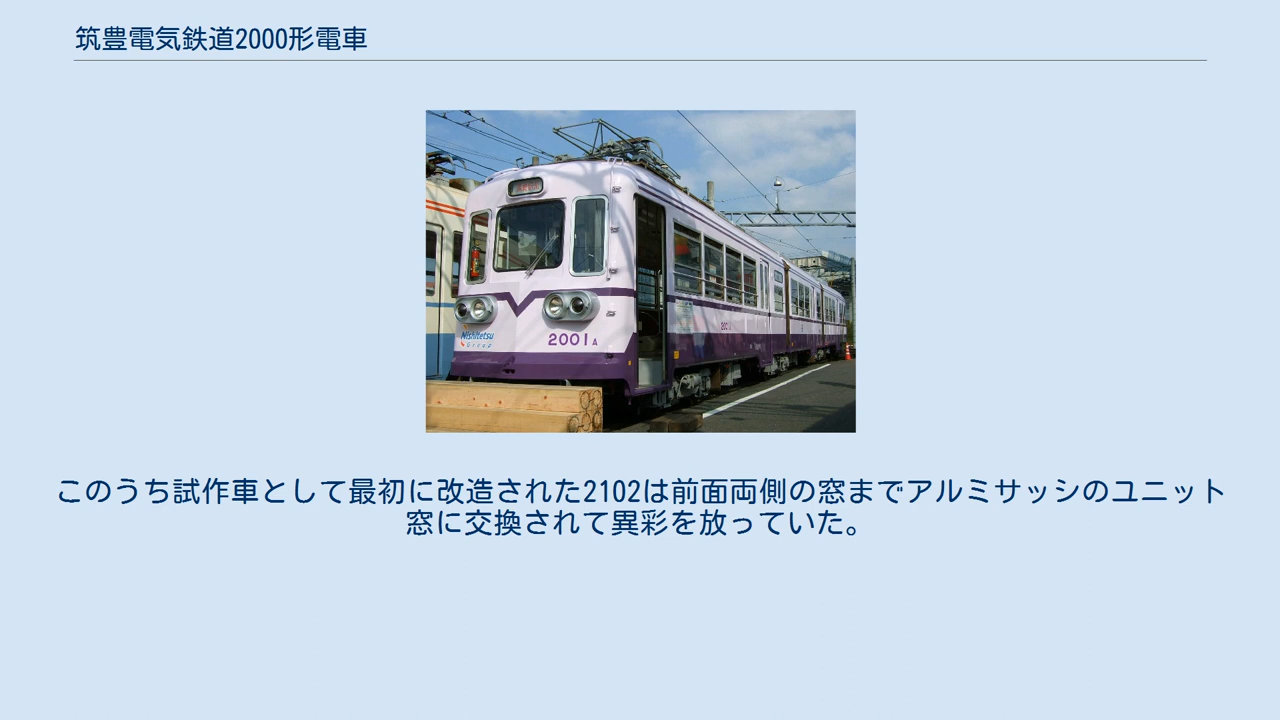 筑豊電気鉄道2000形電車
Nishitetsu
Group
2001A
このうち試作車として最初に改造された2102は前面両側の窓までアルミサッシのユニット
窓に交換されて異彩を放っていた。